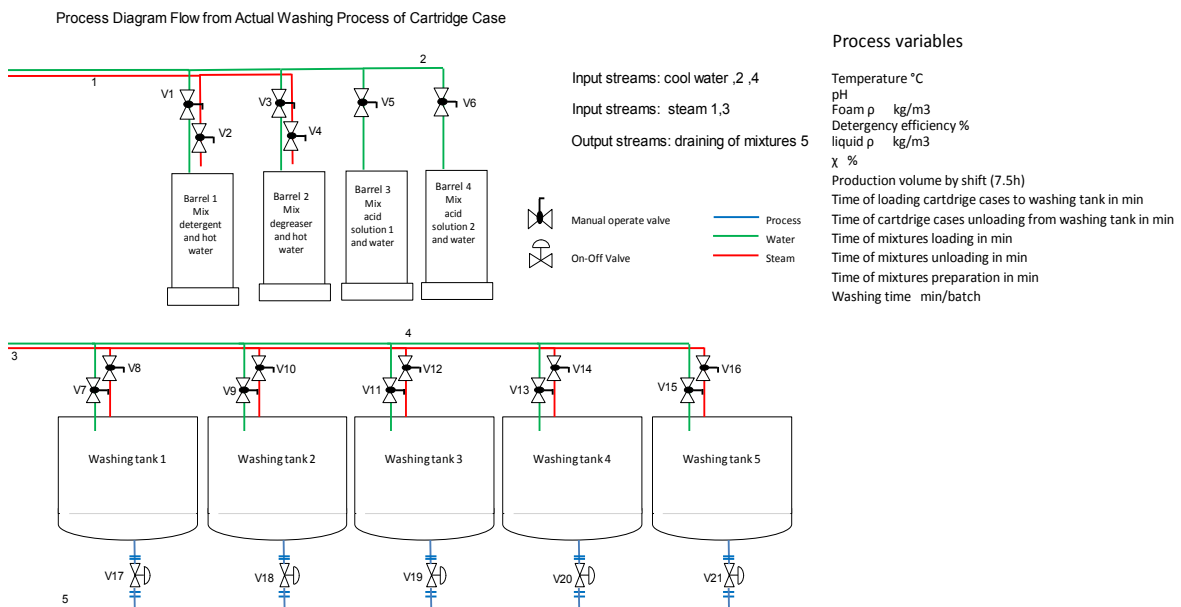 Process Diagram Flow from Actual Washing Process of Cartridge Case
1
2
V1
V2
V3
V4
V5
V6
Barrel 1
Mix
detergent
and hot
water
Barrel 2
Mix
degreaser
and hot
water
Barrel 3
Mix
acid
solution 1
and water
Barrel 4
Mix
acid
solution 2
and water
Input streams: cool water ,2 ,4
Input streams: steam 1,3
Output streams: draining of mixtures 5
Manual operate valve
On-Off Valve
Process
Water
Steam
Process variables
Temperature °C
pH
Foam ρ kg/m3
Detergency efficiency %
liquid ρ kg/m3
χ %
Production volume by shift (7.5h)
Time of loading cartdrige cases to washing tank in min
Time of cartdrige cases unloading from washing tank in min
Time of mixtures loading in min
Time of mixtures unloading in min
Time of mixtures preparation in min
Washing time min/batch
3
4
V7
V8
V9
V10
V11
V12
V13
V14
V15
V16
Washing tank 1
Washing tank 2
Washing tank 3
Washing tank 4
Washing tank 5
V17
V18
V19
V20
V21
5